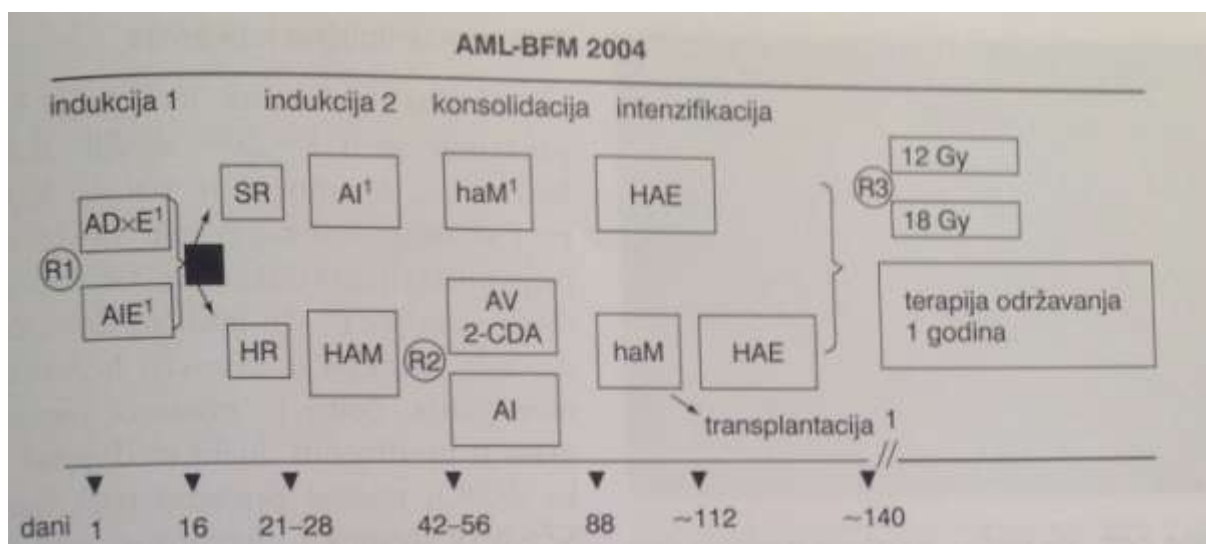 AML-BFM 2004
indukcija 1 indukcija 2 konsolidacija intenzifikacija
SR AI¹ haM¹ HAE
ADxE¹
R1
AIE¹
HR HAM R2
AV
2-CDA
AI
haM HAE
transplantacija 1
R3
12 Gy
18 Gy
terapija održavanja
1 godina
dani 1 16 21–28 42–56 88 ~112 ~140